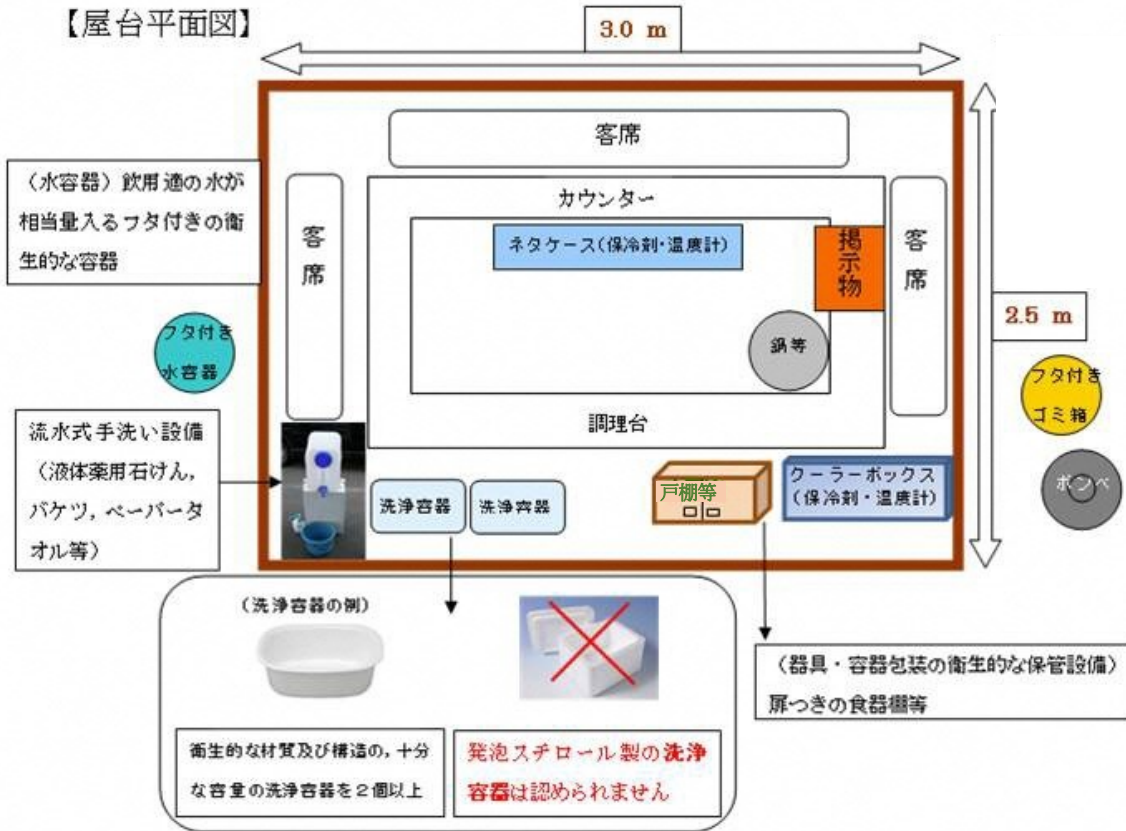 【屋台平面図】
3.0 m
客席
(水容器)飲用適の水が
相当量入るフタ付きの衛
生的な容器
客席
カウンター
ネタケース(保冷剤・温度計)
掲示物
客席
2.5 m
フタ付き
水容器
鍋等
フタ付き
ゴミ箱
調理台
流水式手洗い設備
(液体薬用石けん,
バケツ,ペーパータ
オル等)
洗浄容器
洗浄容器
戸棚等
クーラーボックス
(保冷剤・温度計)
ボンベ
(洗浄容器の例)
衛生的な材質及び構造の,十分
な容量の洗浄容器を2個以上
発泡スチロール製の洗浄
容器は認められません
(器具・容器包装の衛生的な保管設備)
扉つきの食器棚等